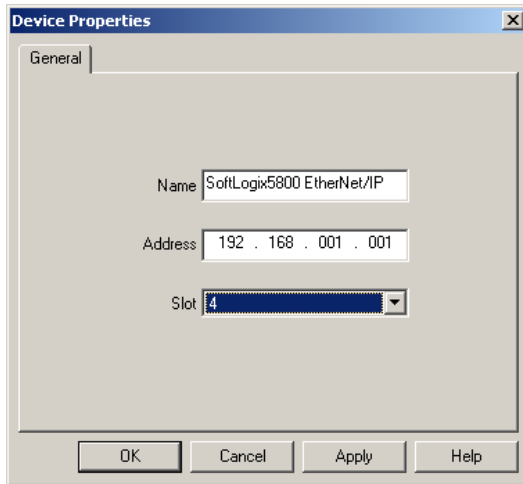 Device Properties
General
Name SoftLogix5800 EtherNet/IP
Address 192 . 168 . 001 . 001
Slot 4
OK Cancel Apply Help